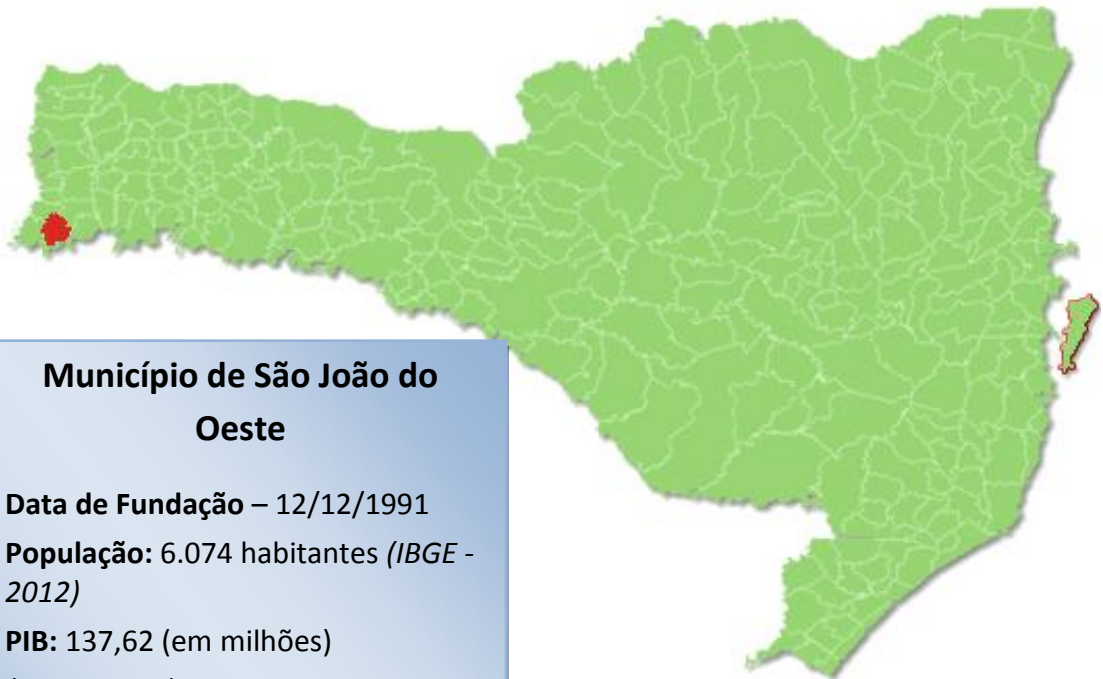 Município de São João do
Oeste
Data de Fundação – 12/12/1991
População: 6.074 habitantes (IBGE -
2012)
PIB: 137,62 (em milhões)